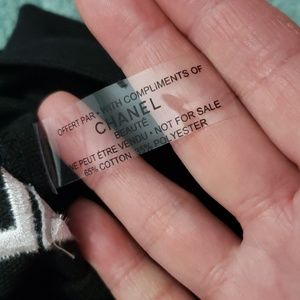 OFFERT PAR • WITH COMPLIMENTS OF
CHANEL
BEAUTÉ
NE PEUT ÊTRE VENDU • NOT FOR SALE
65% COTTON • 35% POLYESTER